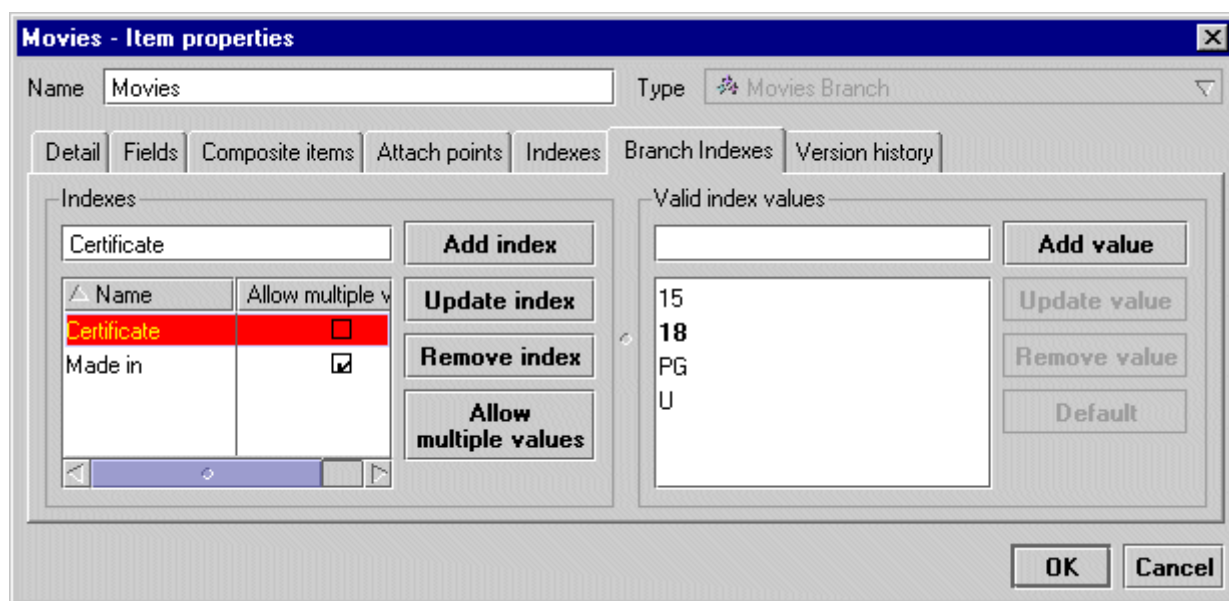 Movies - Item properties
Name Movies Type Movies Branch
Detail Fields Composite items Attach points Indexes Branch Indexes Version history
Indexes
Certificate Add index
Name Allow multiple v
Certificate
Made in
Update index
Remove index
Allow
multiple values
Valid index values
Add value
15
18
PG
U
Update value
Remove value
Default
OK Cancel